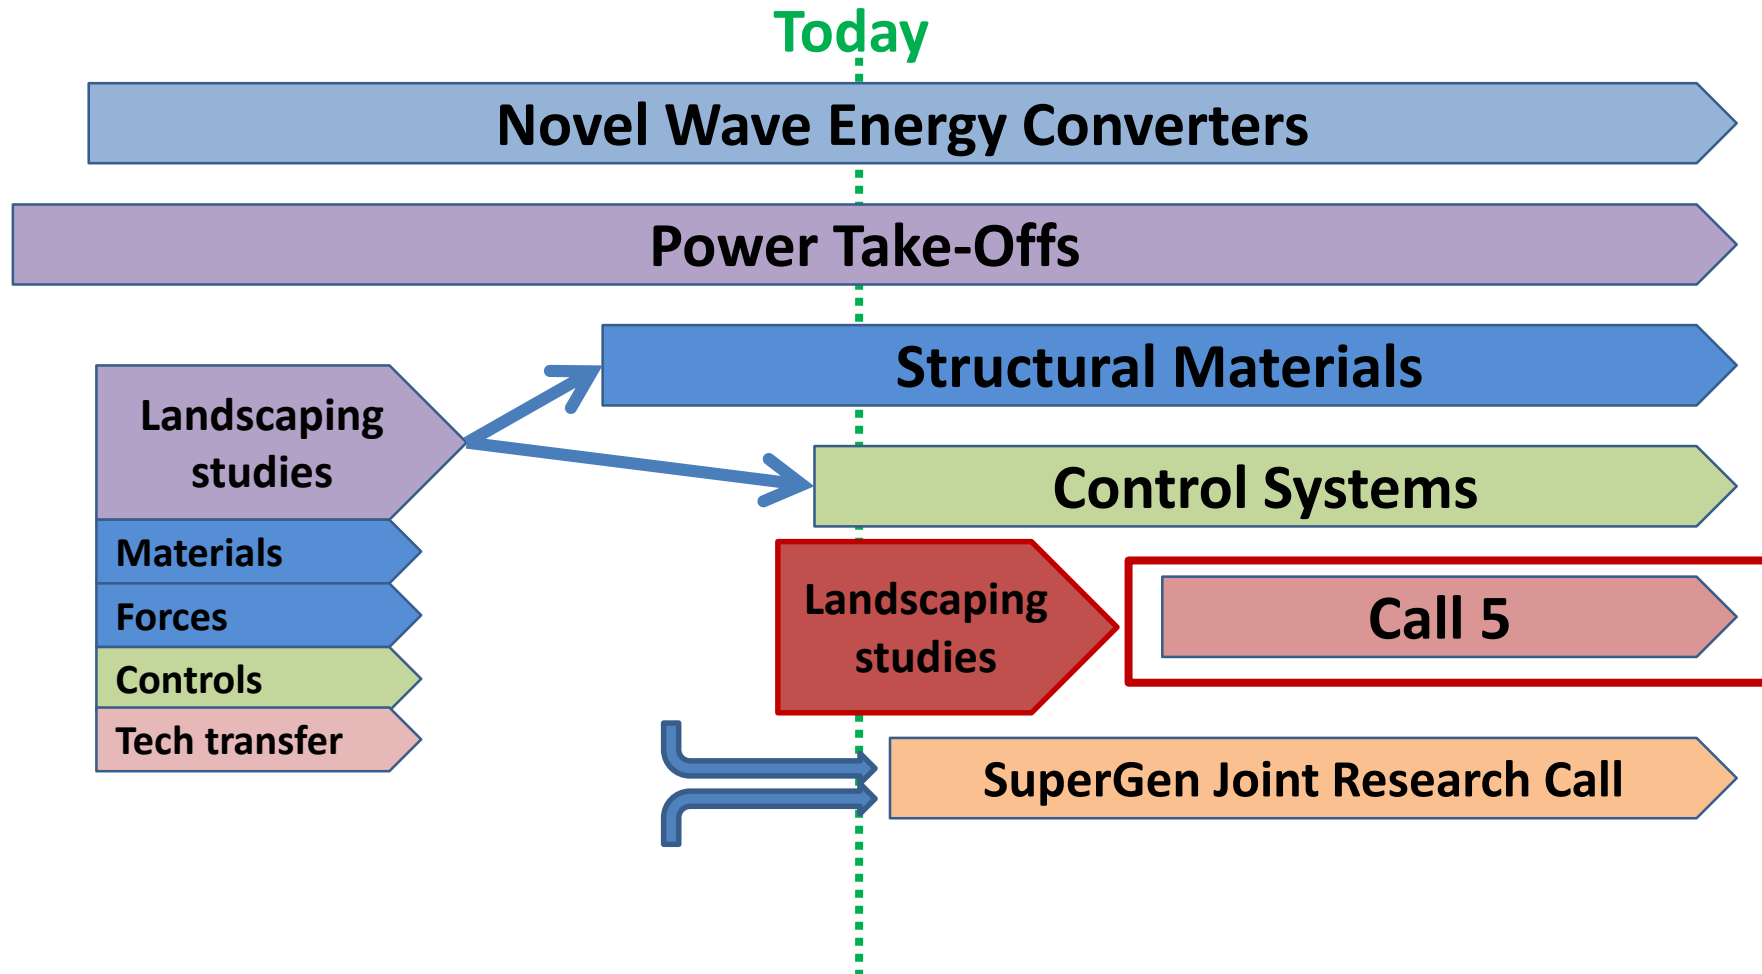 Today
Novel Wave Energy Converters
Power Take-Offs
Structural Materials
Landscaping
studies
Control Systems
Materials
Forces
Controls
Tech transfer
Landscaping
studies
Call 5
SuperGen Joint Research Call